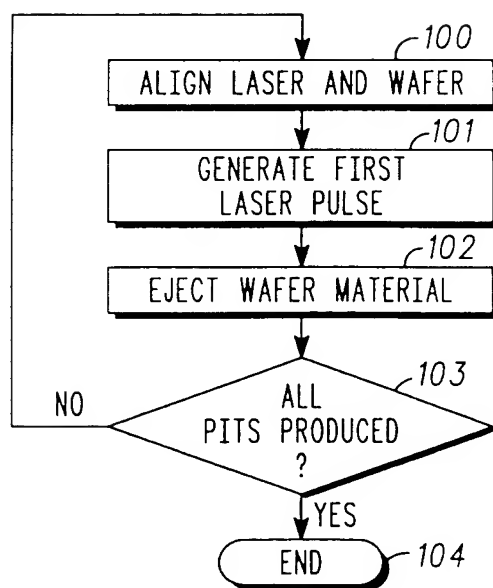 100
ALIGN LASER AND WAFER
101
GENERATE FIRST
LASER PULSE
102
EJECT WAFER MATERIAL
103
ALL
PITS PRODUCED
?
NO
YES
END
104